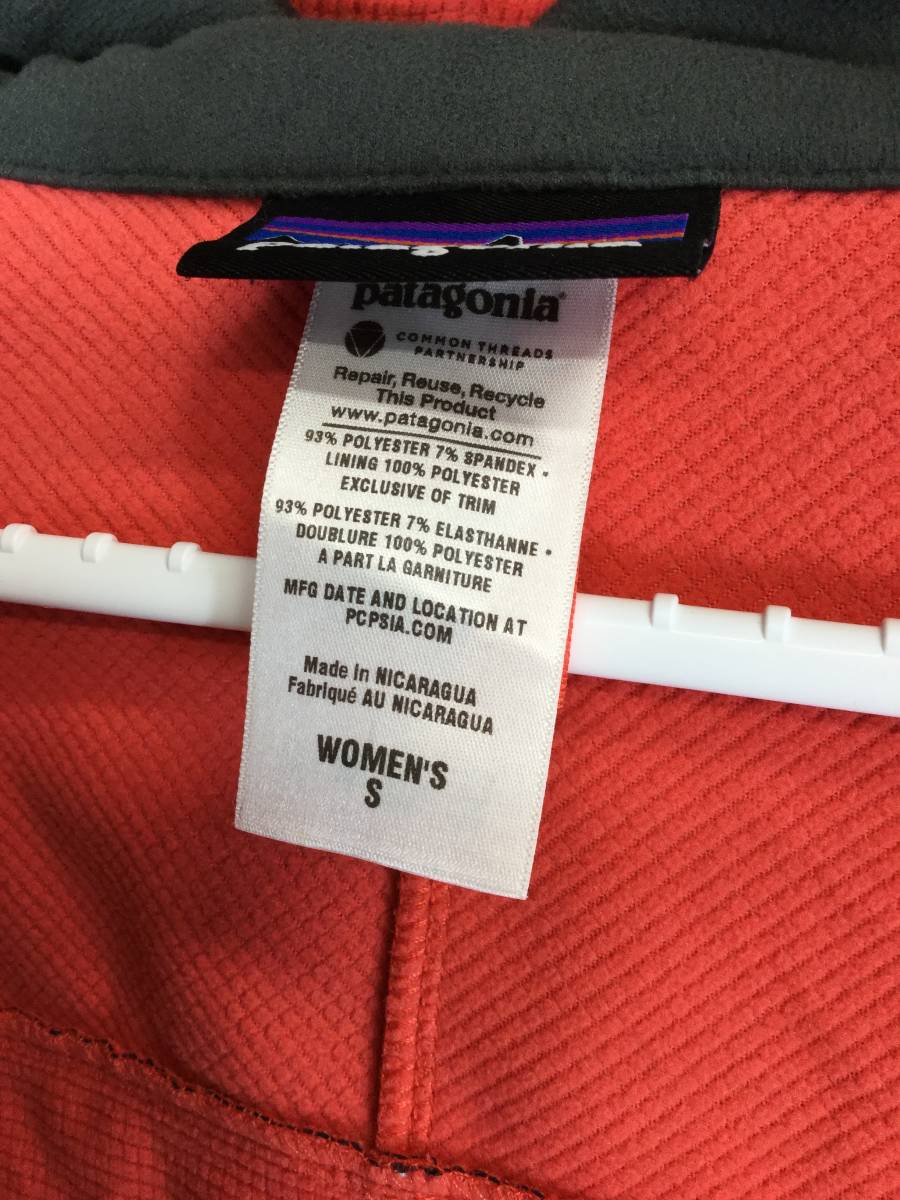 patagonia
COMMON THREADS
PARTNERSHIP
Repair, Reuse, Recycle
This Product
www.patagonia.com
93% POLYESTER 7% SPANDEX •
LINING 100% POLYESTER
EXCLUSIVE OF TRIM
93% POLYESTER 7% ELASTHANNE •
DOUBLURE 100% POLYESTER
A PART LA GARNITURE
MFG DATE AND LOCATION AT
PCPSIA.COM
Made in NICARAGUA
Fabriqué AU NICARAGUA
WOMEN'S
S